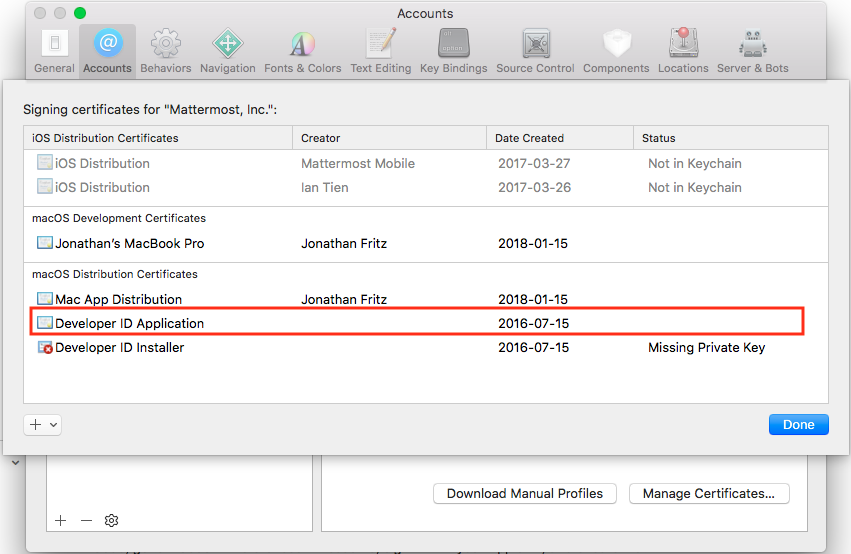 Accounts
General Accounts Behaviors Navigation Fonts & Colors Text Editing Key Bindings Source Control Components Locations Server & Bots
Signing certificates for "Mattermost, Inc.":
iOS Distribution Certificates Creator Date Created Status
iOS Distribution Mattermost Mobile 2017-03-27 Not in Keychain
iOS Distribution Ian Tien 2017-03-26 Not in Keychain
macOS Development Certificates
Jonathan's MacBook Pro Jonathan Fritz 2018-01-15
macOS Distribution Certificates
Mac App Distribution Jonathan Fritz 2018-01-15
Developer ID Application 2016-07-15
Developer ID Installer 2016-07-15 Missing Private Key
Done
Download Manual Profiles Manage Certificates...